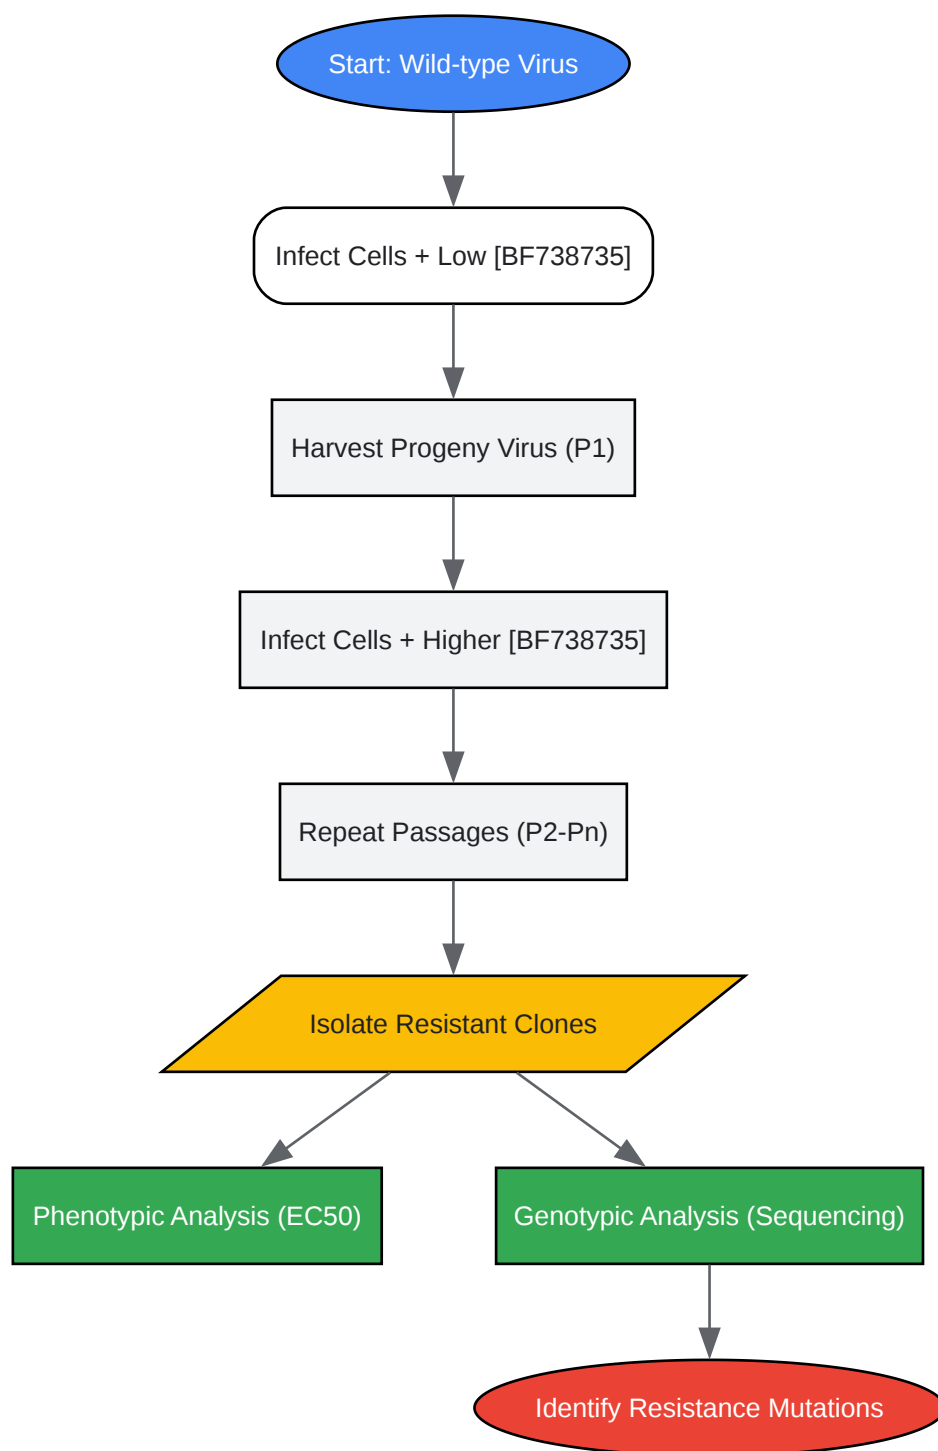 Start: Wild-type Virus
Infect Cells + Low [BF738735]
Harvest Progeny Virus (P1)
Infect Cells + Higher [BF738735]
Repeat Passages (P2-Pn)
Isolate Resistant Clones
Phenotypic Analysis (EC50)
Genotypic Analysis (Sequencing)
Identify Resistance Mutations